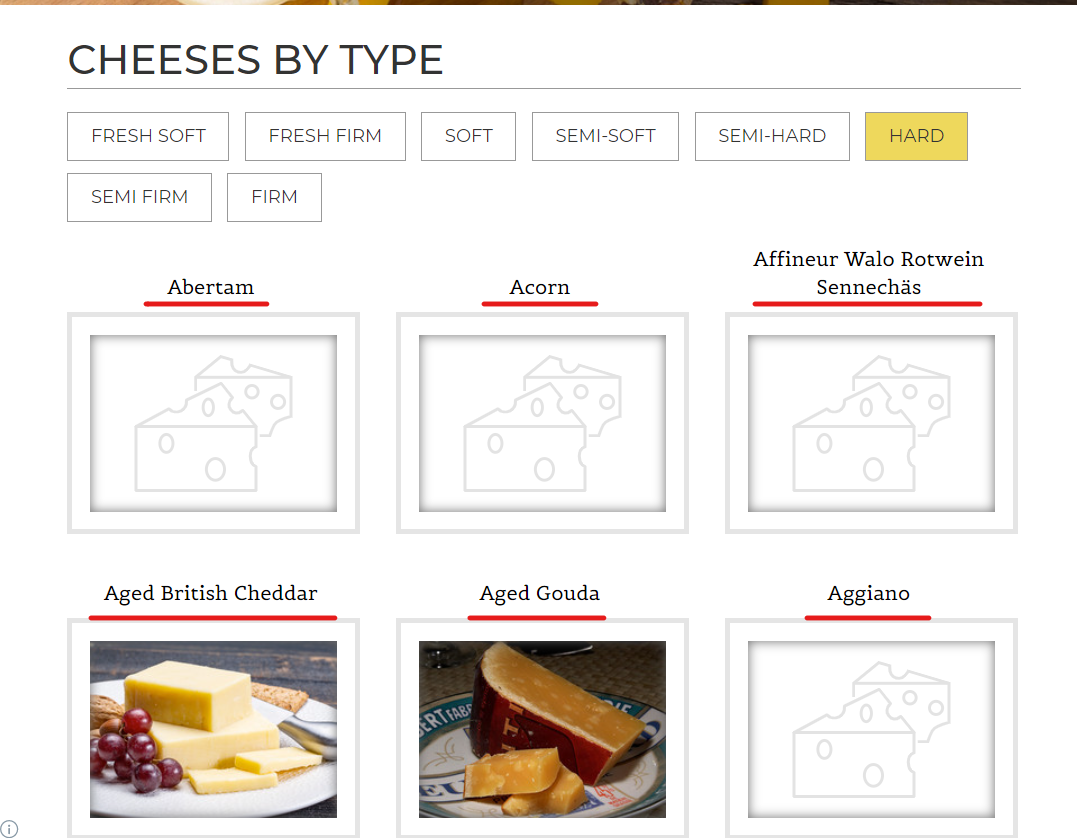 CHEESES BY TYPE
FRESH SOFT
FRESH FIRM
SOFT
SEMI-SOFT
SEMI-HARD
HARD
SEMI FIRM
FIRM
Abertam
Acorn
Affineur Walo Rotwein
Sennechäs
Aged British Cheddar
Aged Gouda
Aggiano